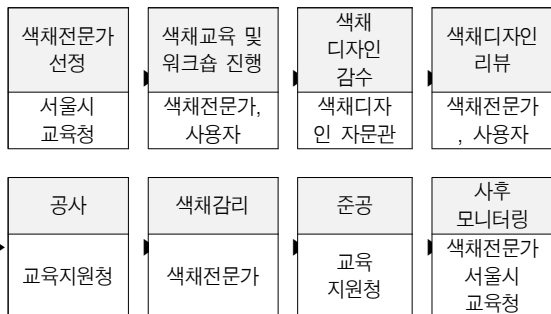 색채전문가
선정
서울시
교육청
색채교육 및
워크숍 진행
색채전문가,
사용자
색채
디자인
감수
색채디자
인 자문관
색채디자인
리뷰
색채전문가
, 사용자
공사
교육지원청
색채감리
색채전문가
준공
교육
지원청
사후
모니터링
색채전문가
서울시
교육청